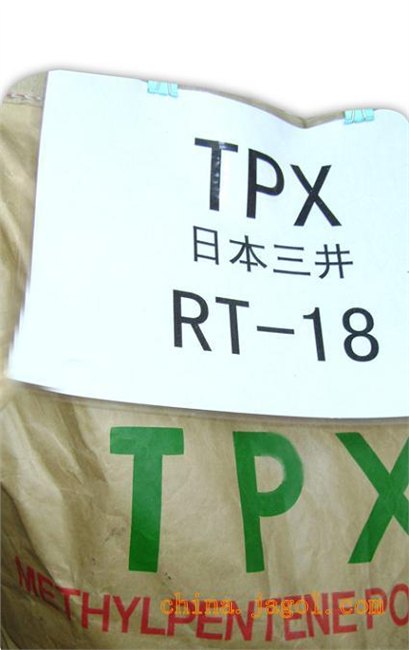 TPX
日本三井
RT-18
TPX
METHYLPENTENE PO
china.jagol.com